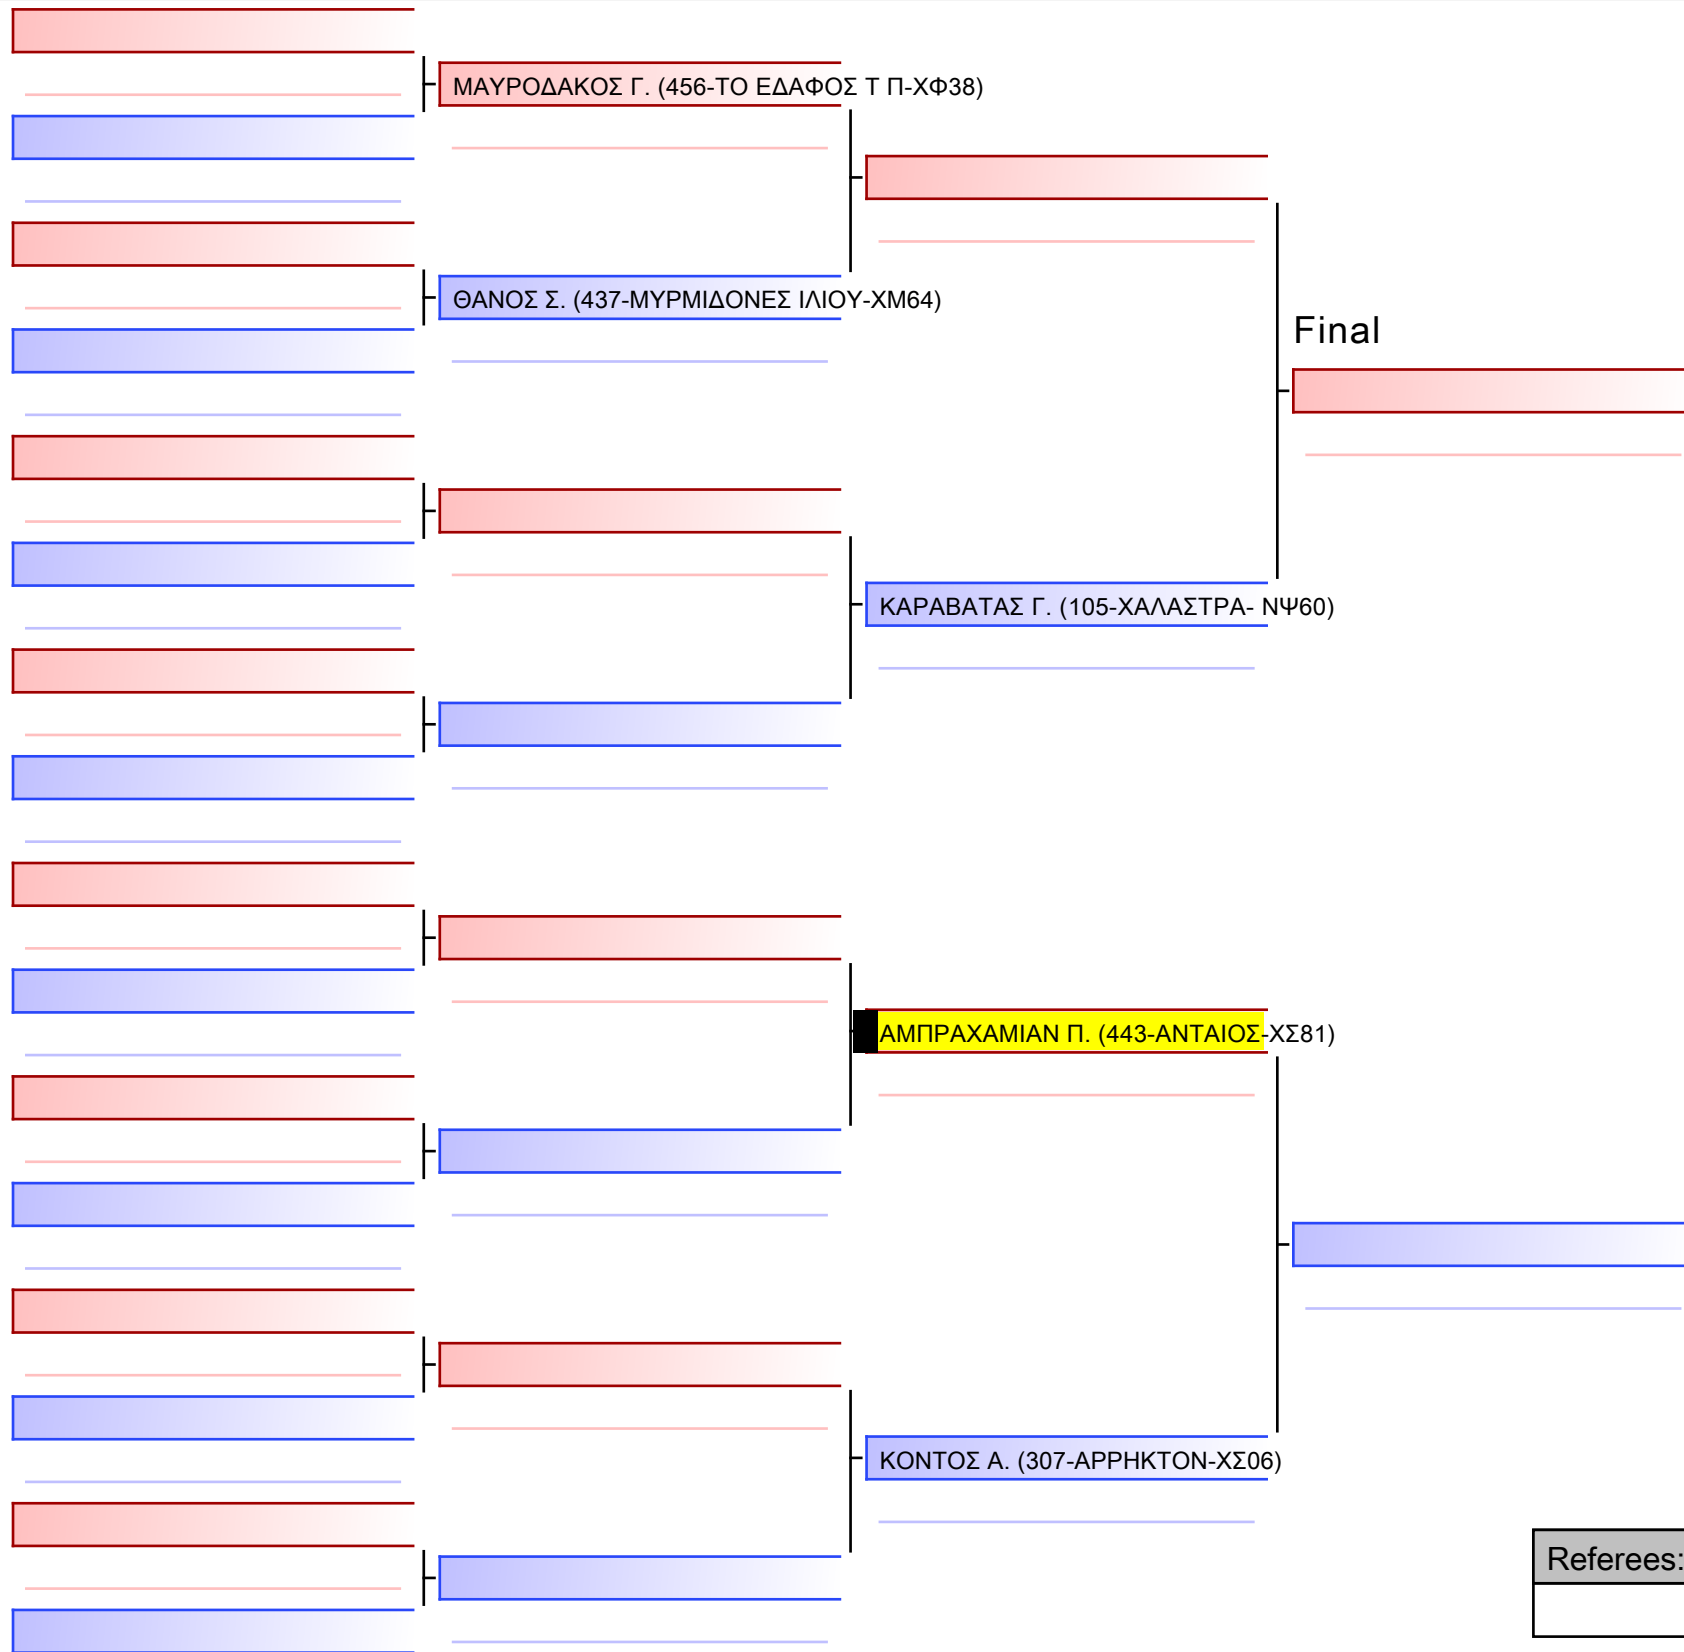 ΜΑΥΡΟΔΑΚΟΣ Γ. (456-ΤΟ ΕΔΑΦΟΣ Τ Π-ΧΦ38)
ΘΑΝΟΣ Σ. (437-ΜΥΡΜΙΔΟΝΕΣ ΙΛΙΟΥ-ΧΜ64)
Final
ΚΑΡΑΒΑΤΑΣ Γ. (105-ΧΑΛΑΣΤΡΑ- ΝΨ60)
ΑΜΠΡΑΧΑΜΙΑΝ Π. (443-ΑΝΤΑΙΟΣ-ΧΣ81)
ΚΟΝΤΟΣ Α. (307-ΑΡΡΗΚΤΟΝ-ΧΣ06)
Referees: